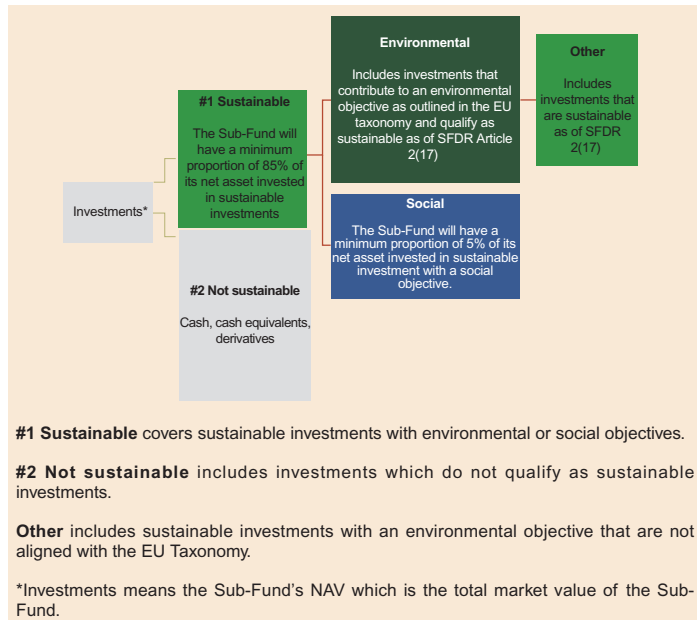 Investments*
#1 Sustainable
The Sub-Fund will
have a minimum
proportion of 85% of
its net asset invested
in sustainable
investments
#2 Not sustainable
Cash, cash equivalents,
derivatives
Environmental
Includes investments that
contribute to an environmental
objective as outlined in the EU
taxonomy and qualify as
sustainable as of SFDR Article
2(17)
Social
The Sub-Fund will have a
minimum proportion of 5% of its
net asset invested in sustainable
investment with a social
objective.
Other
Includes
investments that
are sustainable
as of SFDR
2(17)
#1 Sustainable covers sustainable investments with environmental or social objectives.
#2 Not sustainable includes investments which do not qualify as sustainable
investments.
Other includes sustainable investments with an environmental objective that are not
aligned with the EU Taxonomy.
*Investments means the Sub-Fund's NAV which is the total market value of the Sub-
Fund.